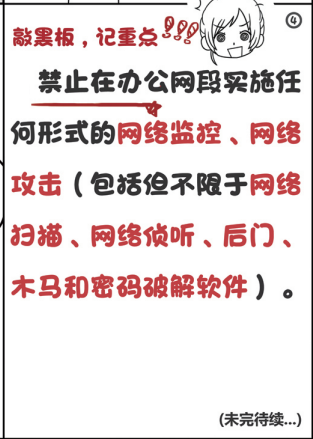 ④
敲黑板，记重点!!!
禁止在办公网段实施任
何形式的网络监控、网络
攻击（包括但不限于网络
扫描、网络侦听、后门、
木马和密码破解软件）。
(未完待续...)